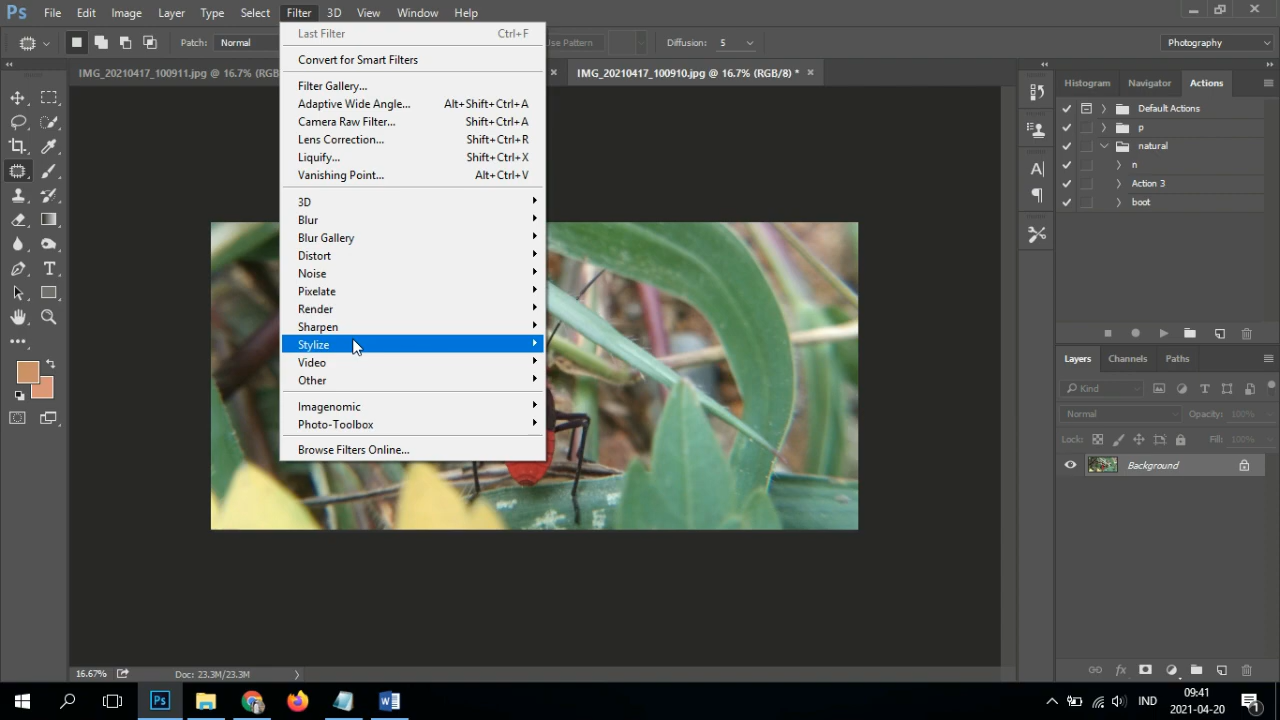 Ps File Edit Image Layer Type Select Filter 3D View Window Help
Patch: Normal Use Pattern Diffusion: 5 Photography
IMG_20210417_100911.jpg @ 16.7% (RGB IMG_20210417_100910.jpg @ 16.7% (RGB/8) *
Last Filter Ctrl+F
Convert for Smart Filters
Filter Gallery...
Adaptive Wide Angle... Alt+Shift+Ctrl+A
Camera Raw Filter... Shift+Ctrl+A
Lens Correction... Shift+Ctrl+R
Liquify... Shift+Ctrl+X
Vanishing Point... Alt+Ctrl+V
3D
Blur
Blur Gallery
Distort
Noise
Pixelate
Render
Sharpen
Stylize
Video
Other
Imagenomic
Photo-Toolbox
Browse Filters Online...
Histogram Navigator Actions
Default Actions
p
natural
n
Action 3
boot
Layers Channels Paths
Kind
Normal Opacity: 100%
Lock: Fill: 100%
Background
16.67% Doc: 23.3M/23.3M
IND 09:41
2021-04-20
1